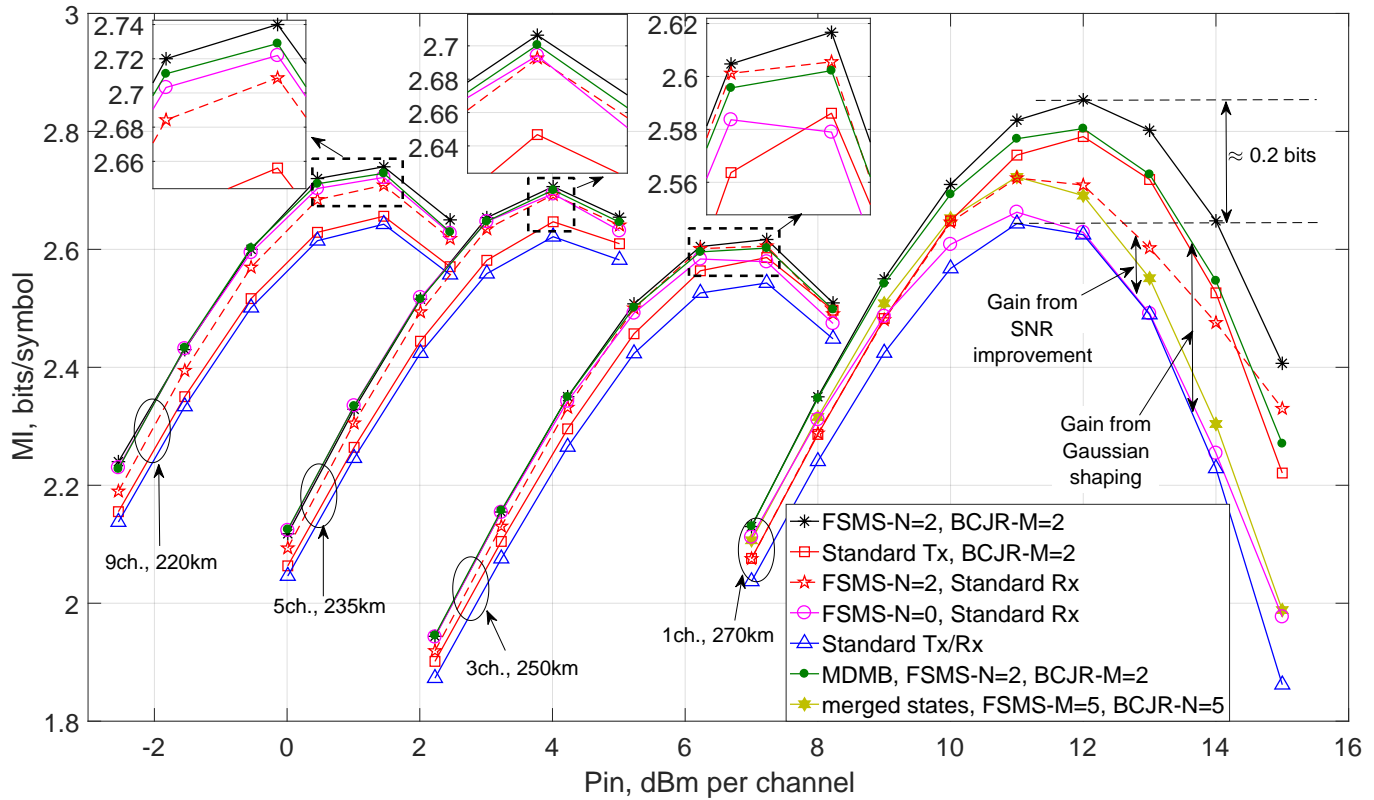 MI, bits/symbol
3
2.8
2.6
2.4
2.2
2
1.8
2.74
2.72
2.7
2.68
2.66
2.7
2.68
2.66
2.64
2.62
2.6
2.58
2.56
≈ 0.2 bits
Gain from
SNR
improvement
Gain from
Gaussian
shaping
9ch., 220km
5ch., 235km
3ch., 250km
1ch., 270km
FSMS-N=2, BCJR-M=2
Standard Tx, BCJR-M=2
FSMS-N=2, Standard Rx
FSMS-N=0, Standard Rx
Standard Tx/Rx
MDMB, FSMS-N=2, BCJR-M=2
merged states, FSMS-M=5, BCJR-N=5
-2 0 2 4 6 8 10 12 14 16
Pin, dBm per channel